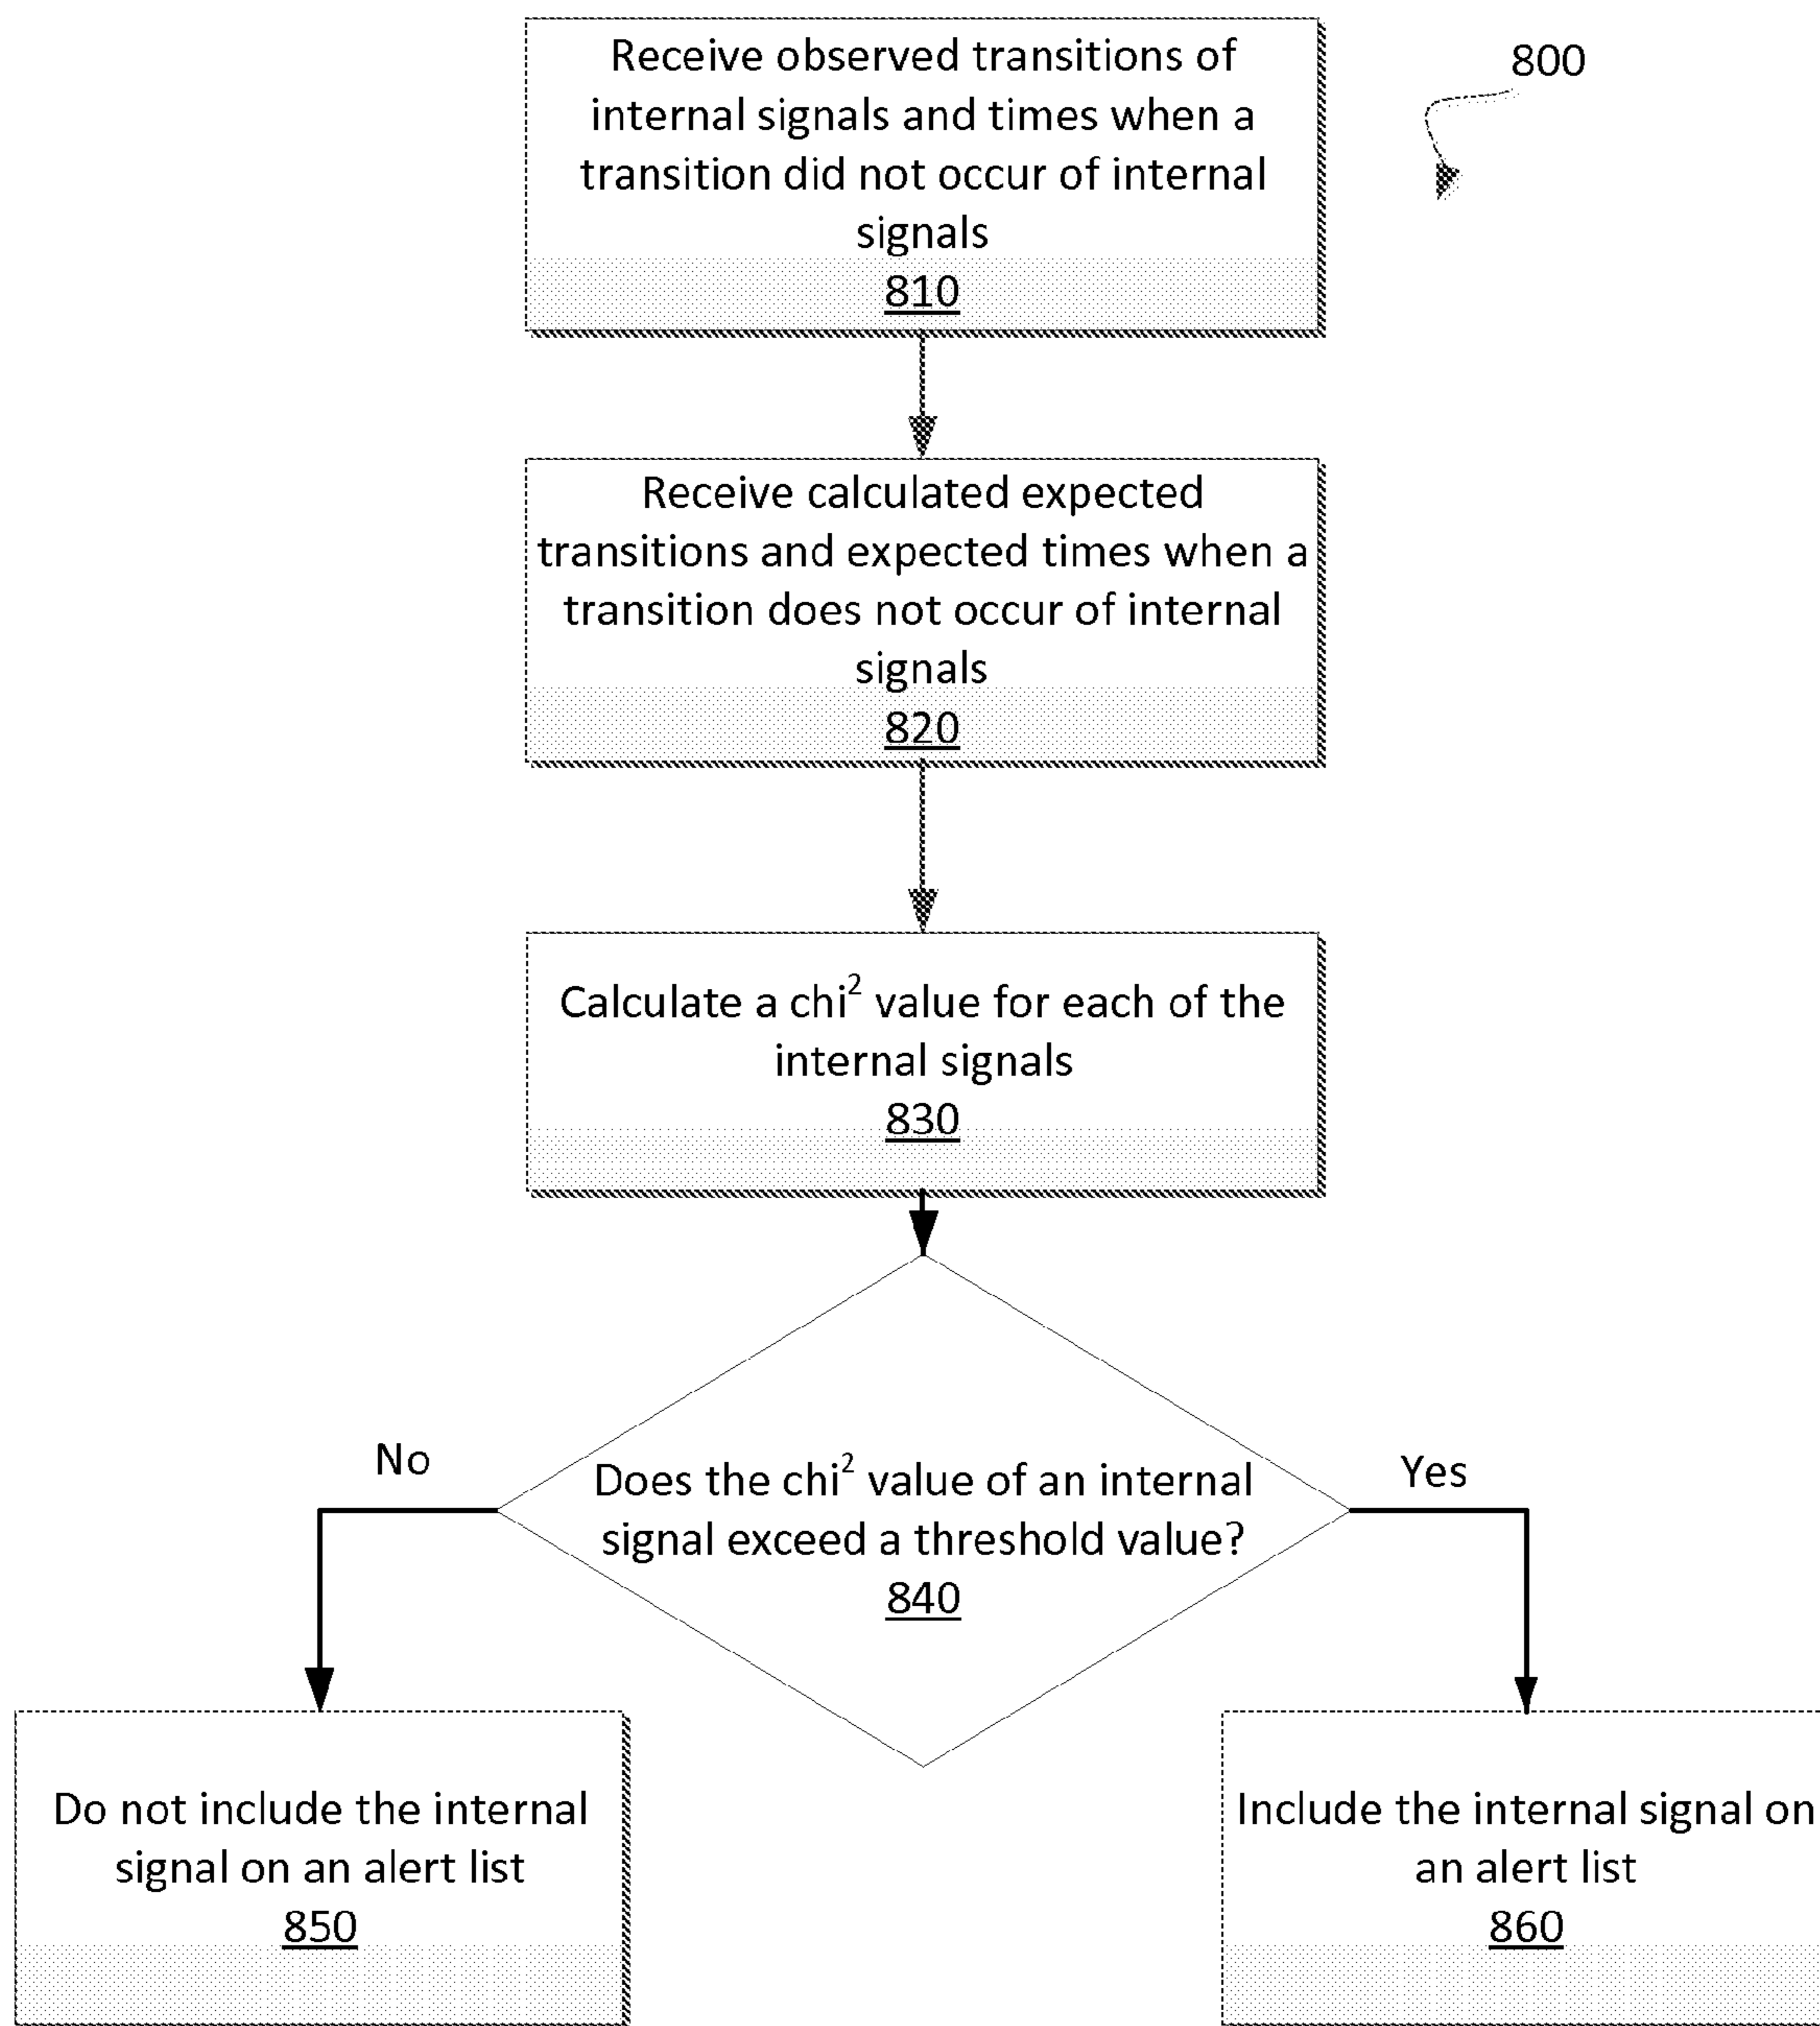 Receive observed transitions of
internal signals and times when a
transition did not occur of internal
signals
810
800
Receive calculated expected
transitions and expected times when a
transition does not occur of internal
signals
820
Calculate a chi² value for each of the
internal signals
830
Does the chi² value of an internal
signal exceed a threshold value?
840
No
Yes
Do not include the internal
signal on an alert list
850
Include the internal signal on
an alert list
860